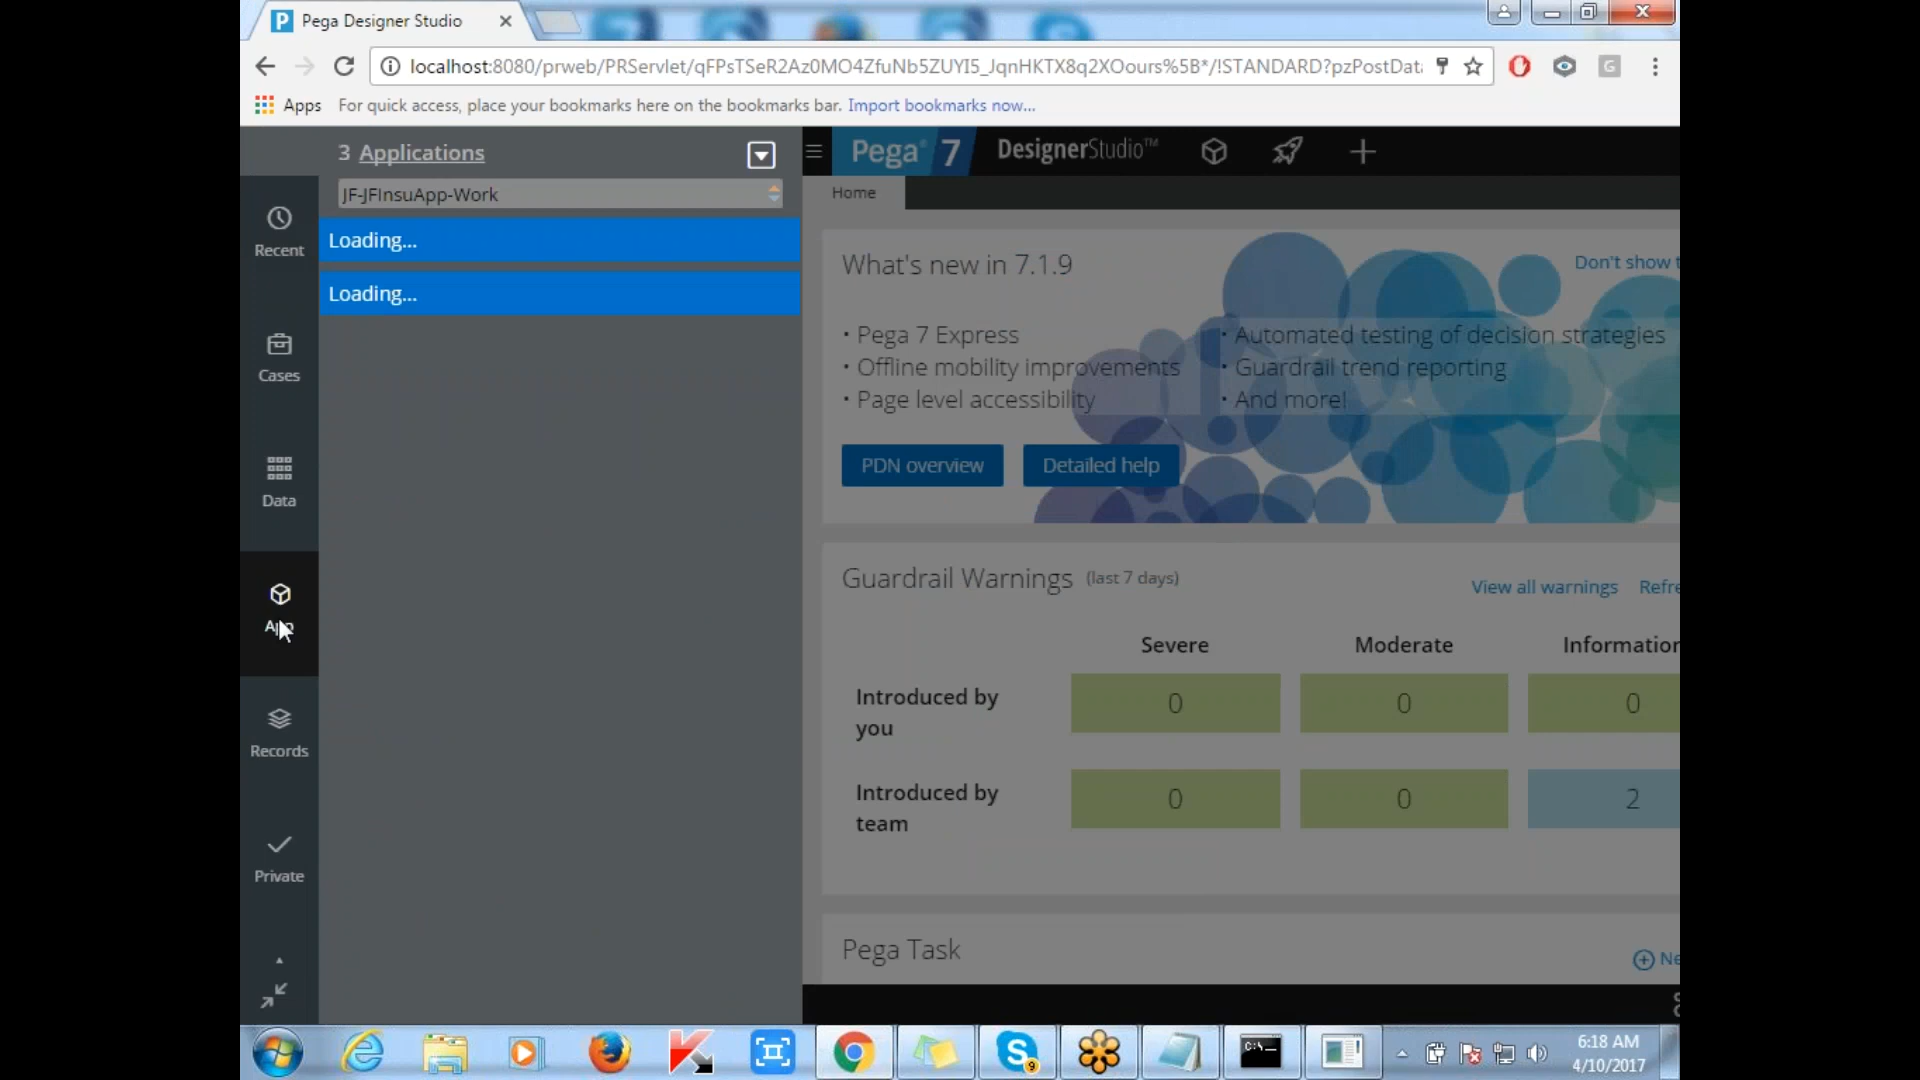 Pega Designer Studio
localhost:8080/prweb/PRServlet/qFPsTSeR2Az0MO4ZfuNb5ZUYI5_JqnHKTX8q2XOours%5B*/!STANDARD?pzPostData
Apps For quick access, place your bookmarks here on the bookmarks bar. Import bookmarks now...
3 Applications
JF-JFInsuApp-Work
Loading...
Loading...
Recent
Cases
Data
App
Records
Private
Pega 7 DesignerStudio™
Home
What's new in 7.1.9
Don't show t
• Pega 7 Express
• Offline mobility improvements
• Page level accessibility
• Automated testing of decision strategies
• Guardrail trend reporting
• And more!
PDN overview Detailed help
Guardrail Warnings (last 7 days)
View all warnings Refre
Severe Moderate Information
Introduced by you 0 0 0
Introduced by team 0 0 2
Pega Task
Ne
6:18 AM
4/10/2017